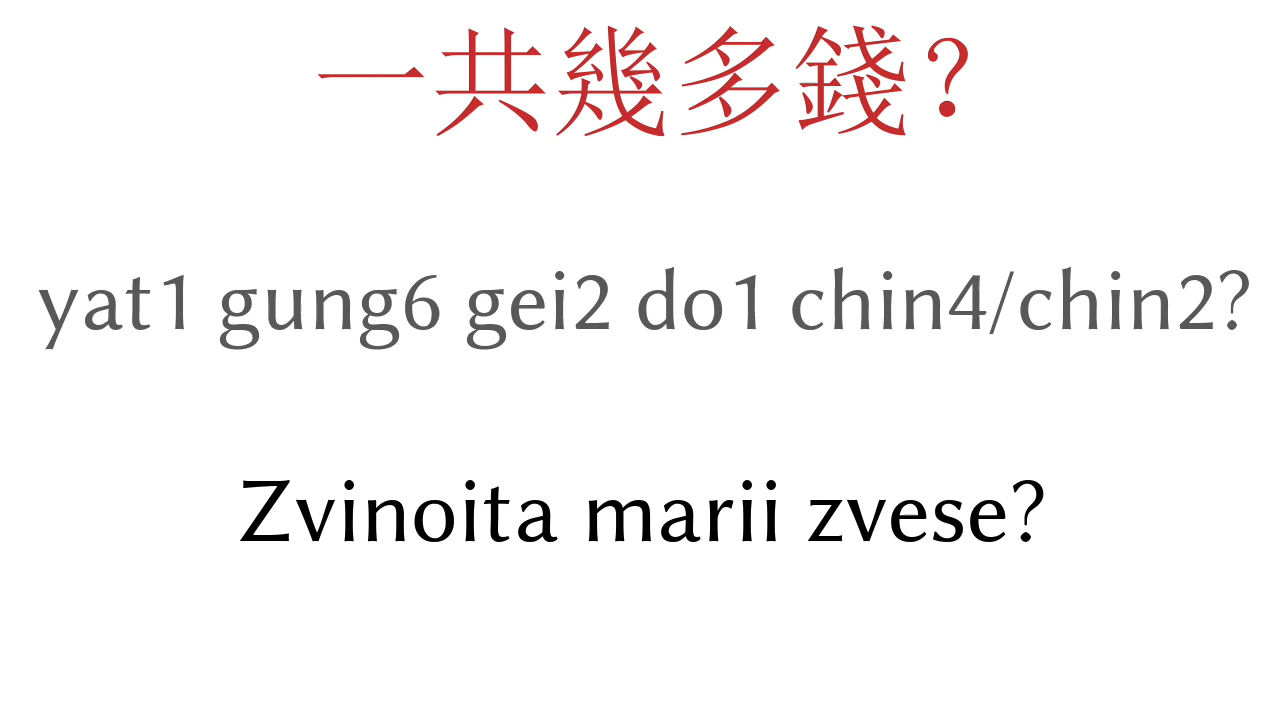 一共幾多錢？
yat1 gung6 gei2 do1 chin4/chin2?
Zvinoita marii zvese?